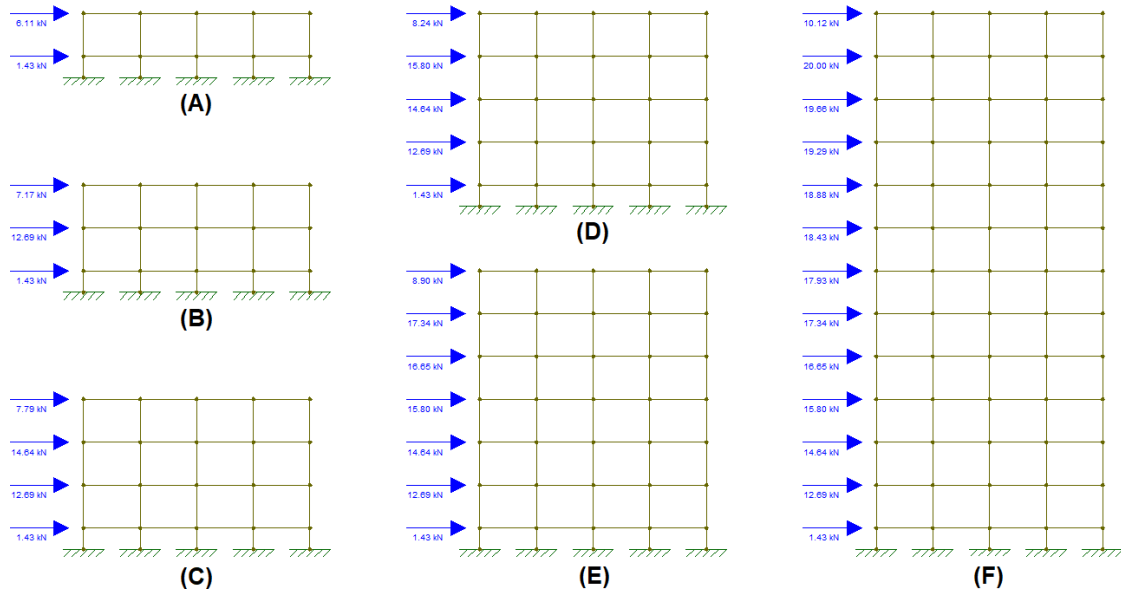 6.11 kN
1.43 kN
(A)
7.17 kN
12.69 kN
1.43 kN
(B)
7.79 kN
14.64 kN
12.69 kN
1.43 kN
(C)
8.24 kN
15.80 kN
14.64 kN
12.69 kN
1.43 kN
(D)
8.90 kN
17.34 kN
16.65 kN
15.80 kN
14.64 kN
12.69 kN
1.43 kN
(E)
10.12 kN
20.00 kN
19.66 kN
19.29 kN
18.88 kN
18.43 kN
17.93 kN
17.34 kN
16.65 kN
15.80 kN
14.64 kN
12.69 kN
1.43 kN
(F)